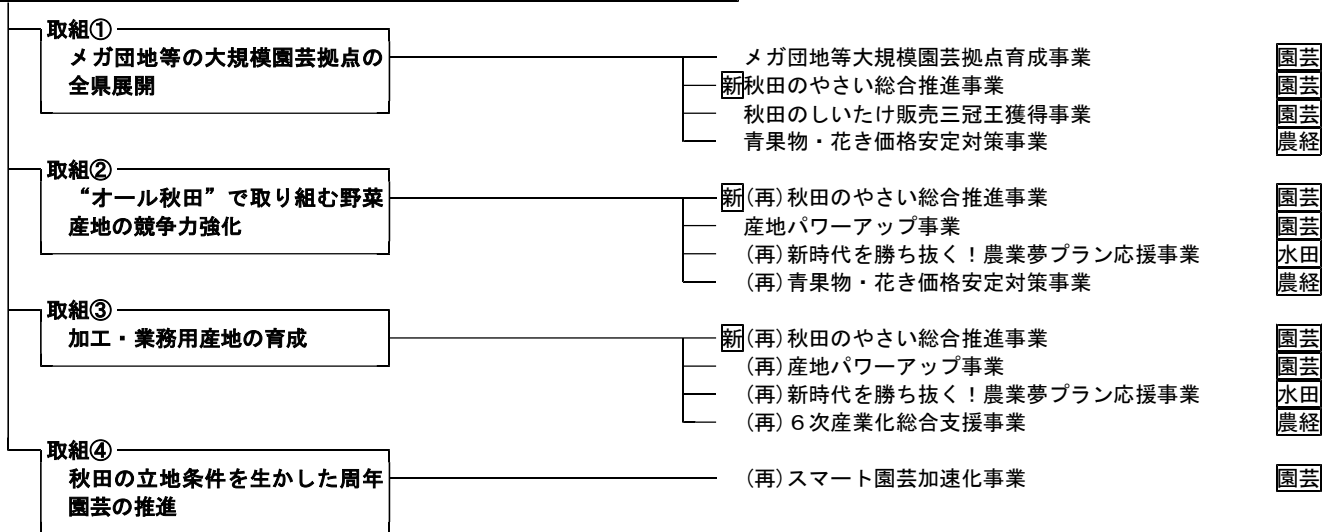 取組①
メガ団地等の大規模園芸拠点の
全県展開
メガ団地等大規模園芸拠点育成事業 園芸
新 秋田のやさい総合推進事業 園芸
秋田のしいたけ販売三冠王獲得事業 園芸
青果物・花き価格安定対策事業 農経
取組②
“オール秋田”で取り組む野菜
産地の競争力強化
新 (再)秋田のやさい総合推進事業 園芸
産地パワーアップ事業 園芸
(再)新時代を勝ち抜く！農業夢プラン応援事業 水田
(再)青果物・花き価格安定対策事業 農経
取組③
加工・業務用産地の育成
新 (再)秋田のやさい総合推進事業 園芸
(再)産地パワーアップ事業 園芸
(再)新時代を勝ち抜く！農業夢プラン応援事業 水田
(再)６次産業化総合支援事業 農経
取組④
秋田の立地条件を生かした周年
園芸の推進
(再)スマート園芸加速化事業 園芸